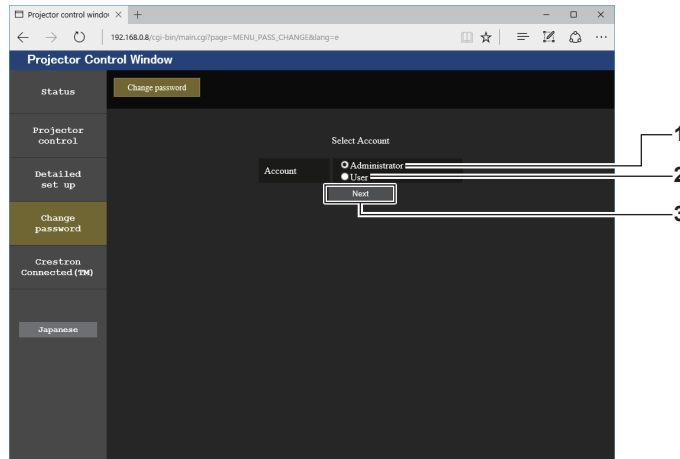 Projector control window
192.168.0.8/cgi-bin/main.cgi?page=MENU_PASS_CHANGE&lang=e
Projector Control Window
Status
Change password
Projector
control
Select Account
1
Account
Administrator
User
2
Detailed
set up
Next
3
Change
password
Crestron
Connected(TM)
Japanese